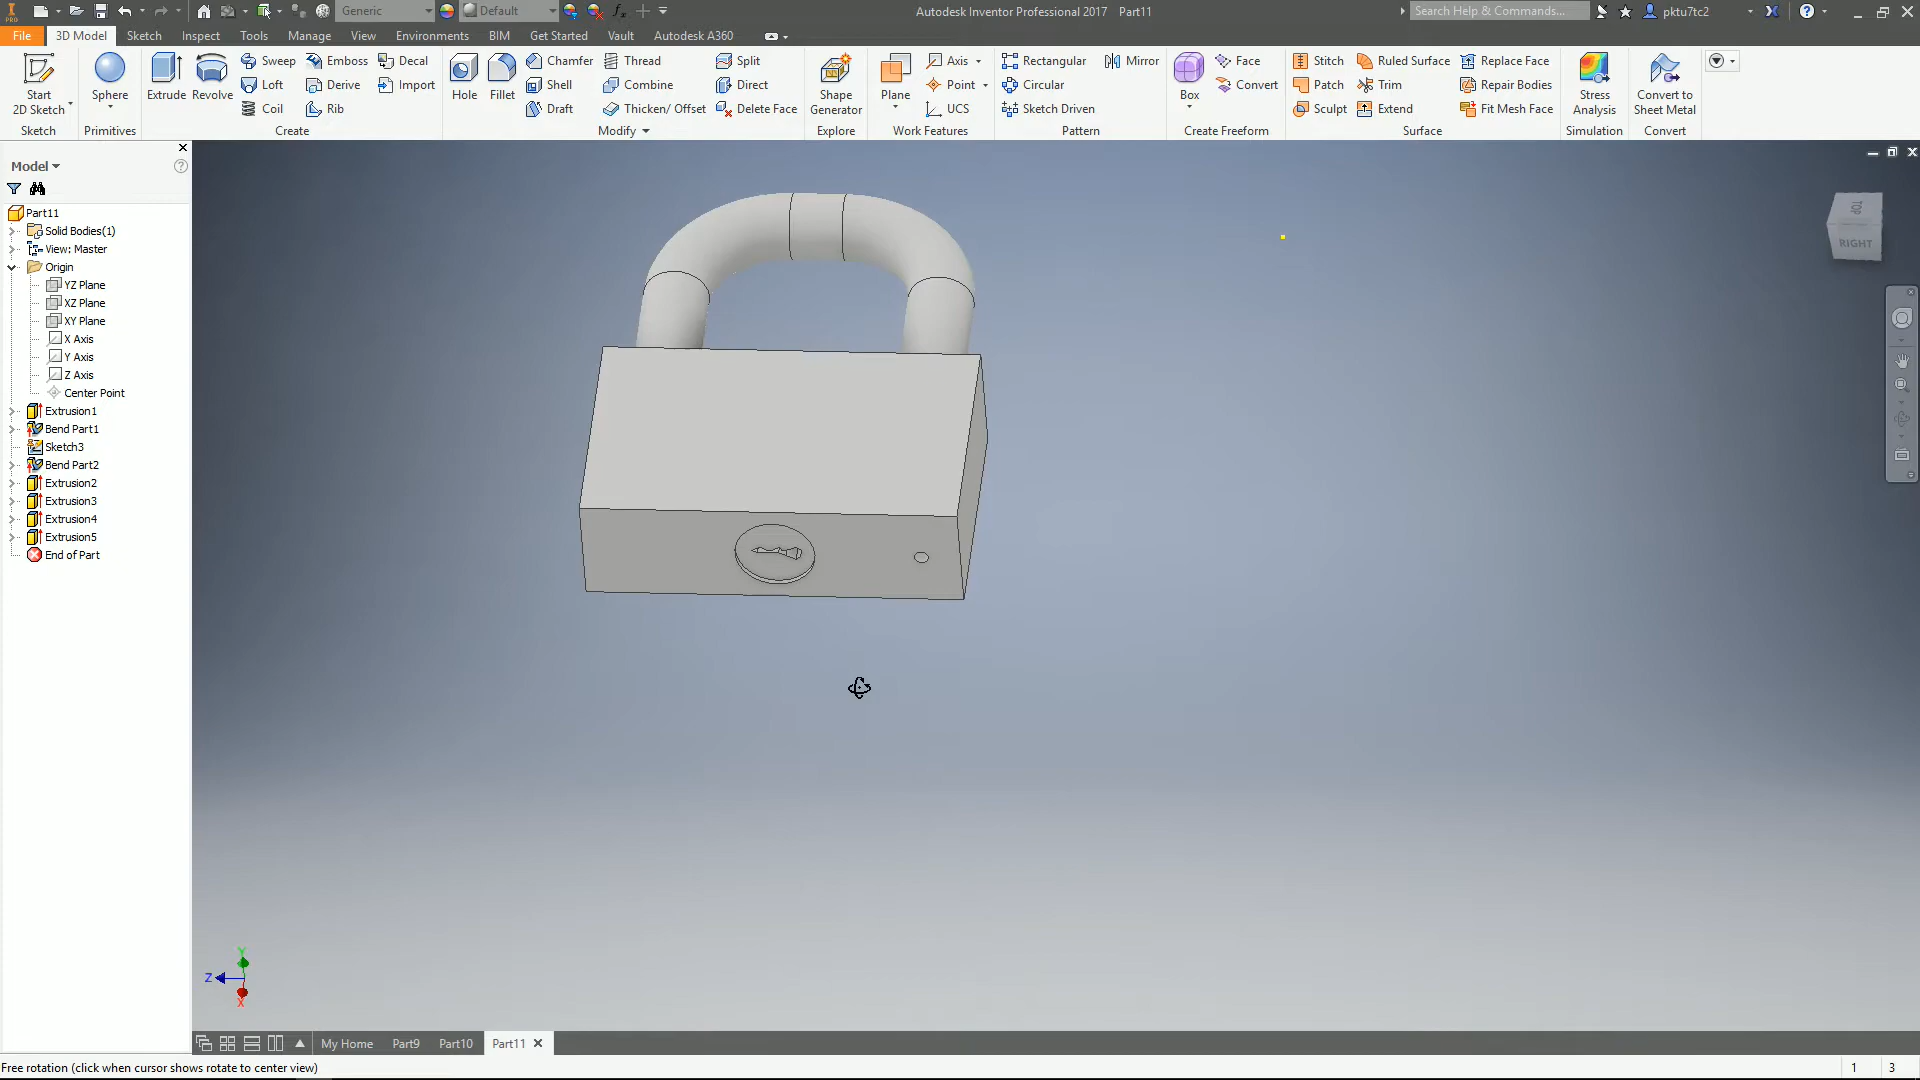 Generic
Default
Autodesk Inventor Professional 2017 Part11
Search Help & Commands...
pktu7tc2
File 3D Model Sketch Inspect Tools Manage View Environments BIM Get Started Vault Autodesk A360
Start
2D Sketch
Sketch
Sphere
Primitives
Extrude
Revolve
Sweep
Loft
Coil
Emboss
Derive
Rib
Decal
Import
Create
Hole
Fillet
Chamfer
Shell
Draft
Thread
Combine
Thicken/ Offset
Split
Direct
Delete Face
Modify
Shape
Generator
Explore
Plane
Axis
Point
UCS
Work Features
Rectangular
Circular
Sketch Driven
Mirror
Pattern
Box
Face
Convert
Create Freeform
Stitch
Patch
Sculpt
Ruled Surface
Trim
Extend
Replace Face
Repair Bodies
Fit Mesh Face
Surface
Stress
Analysis
Simulation
Convert to
Sheet Metal
Convert
Model
Part11
Solid Bodies(1)
View: Master
Origin
YZ Plane
XZ Plane
XY Plane
X Axis
Y Axis
Z Axis
Center Point
Extrusion1
Bend Part1
Sketch3
Bend Part2
Extrusion2
Extrusion3
Extrusion4
Extrusion5
End of Part
TOP
RIGHT
Y
Z
X
My Home Part9 Part10 Part11
Free rotation (click when cursor shows rotate to center view)
1 3